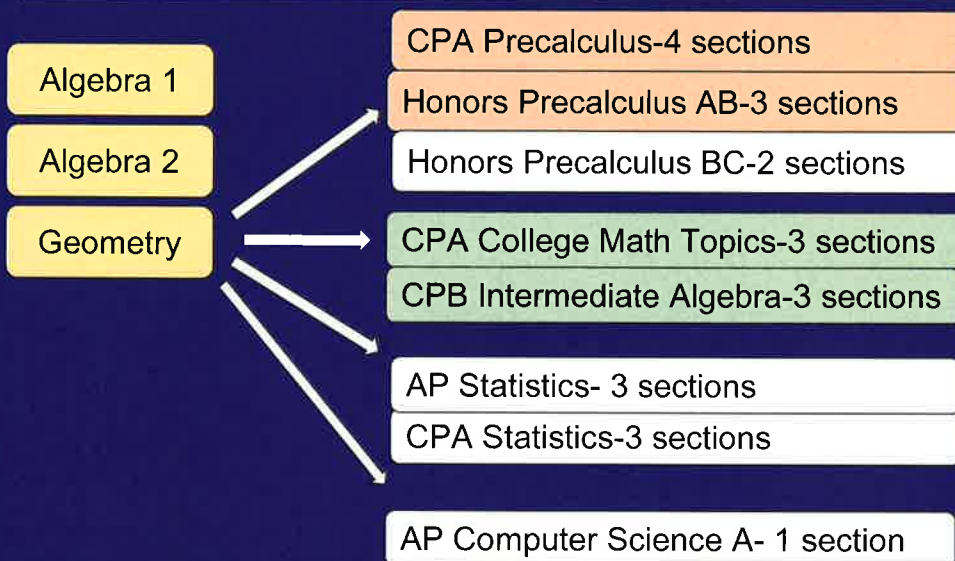 Algebra 1
Algebra 2
Geometry
CPA Precalculus-4 sections
Honors Precalculus AB-3 sections
Honors Precalculus BC-2 sections
CPA College Math Topics-3 sections
CPB Intermediate Algebra-3 sections
AP Statistics- 3 sections
CPA Statistics-3 sections
AP Computer Science A- 1 section